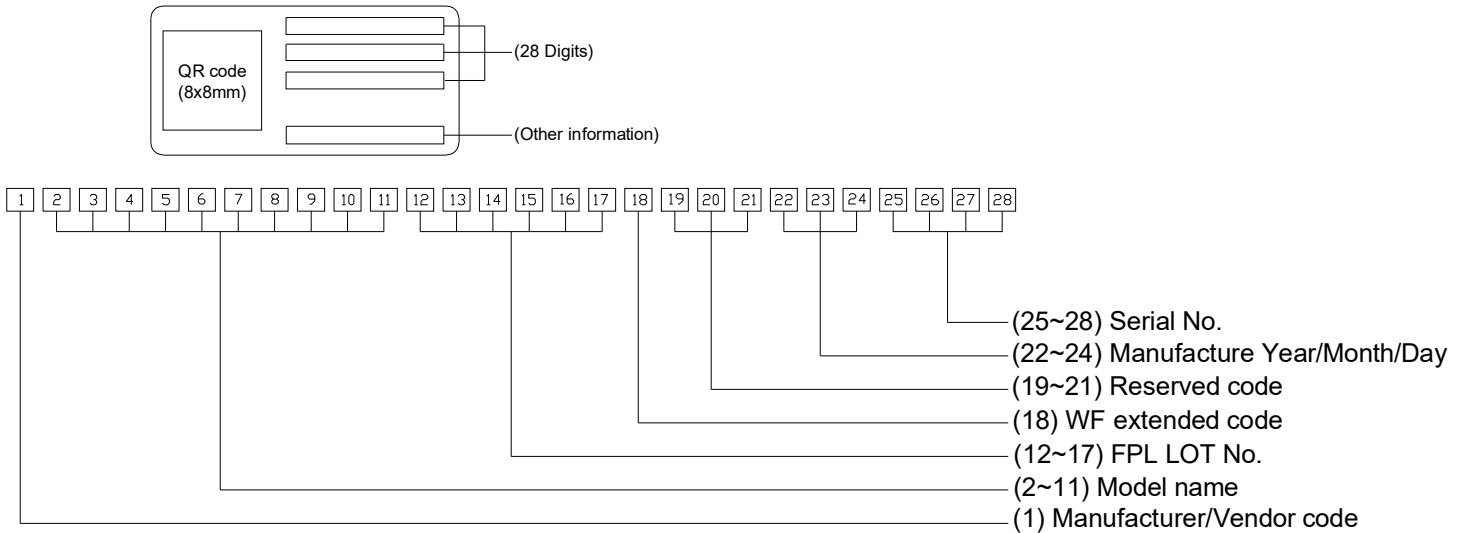 QR code
(8x8mm)
(28 Digits)
(Other information)
1 2 3 4 5 6 7 8 9 10 11 12 13 14 15 16 17 18 19 20 21 22 23 24 25 26 27 28
(25~28) Serial No.
(22~24) Manufacture Year/Month/Day
(19~21) Reserved code
(18) WF extended code
(12~17) FPL LOT No.
(2~11) Model name
(1) Manufacturer/Vendor code